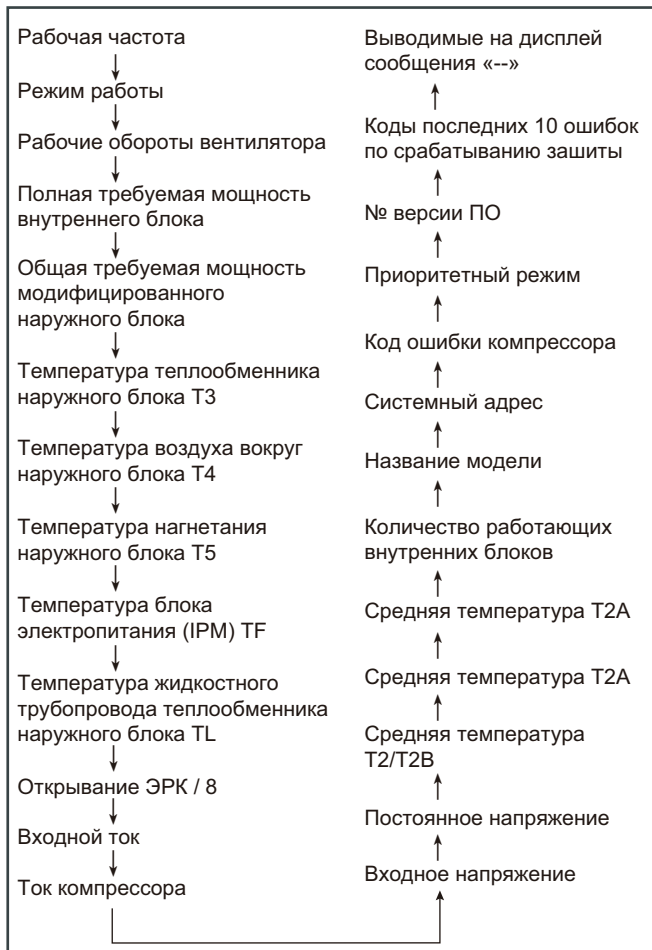 Рабочая частота
Режим работы
Рабочие обороты вентилятора
Полная требуемая мощность
внутреннего блока
Общая требуемая мощность
модифицированного
наружного блока
Температура теплообменника
наружного блока T3
Температура воздуха вокруг
наружного блока T4
Температура нагнетания
наружного блока T5
Температура блока
электропитания (IPM) TF
Температура жидкостного
трубопровода теплообменника
наружного блока TL
Открывание ЭРК / 8
Входной ток
Ток компрессора
Входное напряжение
Постоянное напряжение
Средняя температура
T2/T2B
Средняя температура T2A
Средняя температура T2A
Количество работающих
внутренних блоков
Название модели
Системный адрес
Код ошибки компрессора
Приоритетный режим
№ версии ПО
Коды последних 10 ошибок
по срабатыванию зашиты
Выводимые на дисплей
сообщения «--»